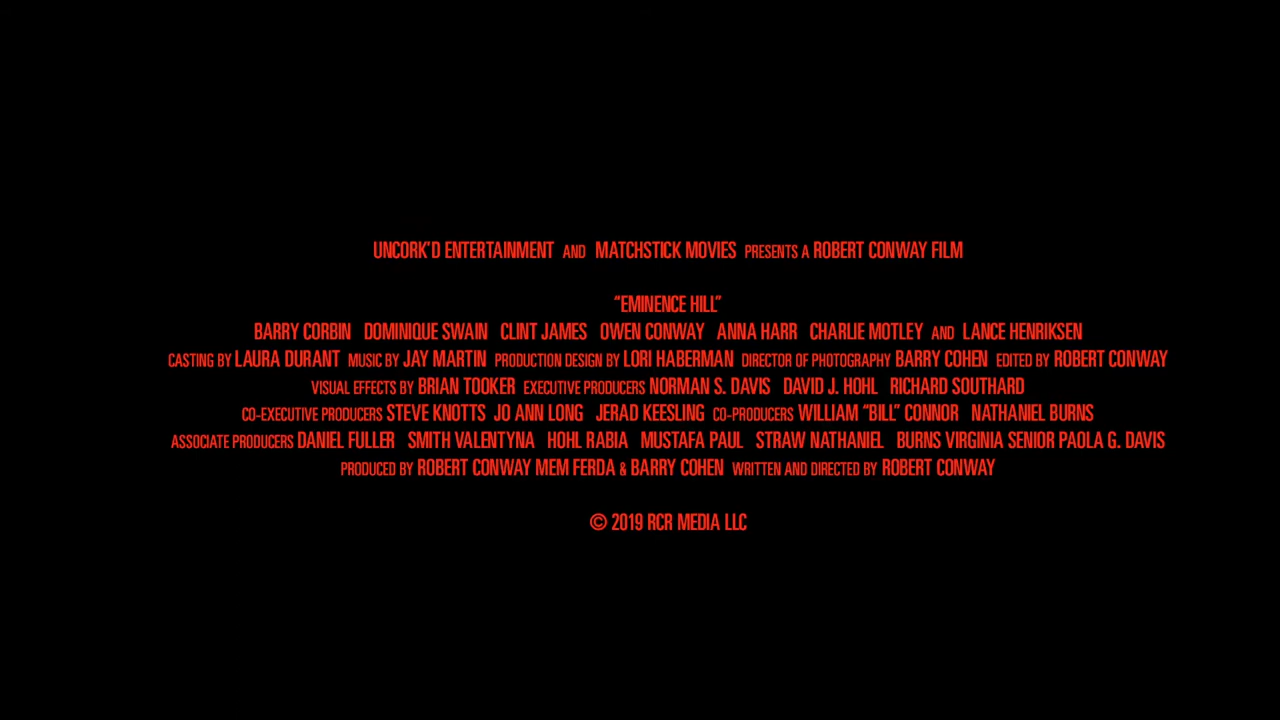 UNCORK'D ENTERTAINMENT AND MATCHSTICK MOVIES PRESENTS A ROBERT CONWAY FILM
“EMINENCE HILL”
BARRY CORBIN DOMINIQUE SWAIN CLINT JAMES OWEN CONWAY ANNA HARR CHARLIE MOTLEY AND LANCE HENRIKSEN
CASTING BY LAURA DURANT MUSIC BY JAY MARTIN PRODUCTION DESIGN BY LORI HABERMAN DIRECTOR OF PHOTOGRAPHY BARRY COHEN EDITED BY ROBERT CONWAY
VISUAL EFFECTS BY BRIAN TOOKER EXECUTIVE PRODUCERS NORMAN S. DAVIS DAVID J. HOHL RICHARD SOUTHARD
CO-EXECUTIVE PRODUCERS STEVE KNOTTS JO ANN LONG JERAD KEESLING CO-PRODUCERS WILLIAM “BILL” CONNOR NATHANIEL BURNS
ASSOCIATE PRODUCERS DANIEL FULLER SMITH VALENTYNA HOHL RABIA MUSTAFA PAUL STRAW NATHANIEL BURNS VIRGINIA SENIOR PAOLA G. DAVIS
PRODUCED BY ROBERT CONWAY MEM FERDA & BARRY COHEN WRITTEN AND DIRECTED BY ROBERT CONWAY
© 2019 RCR MEDIA LLC